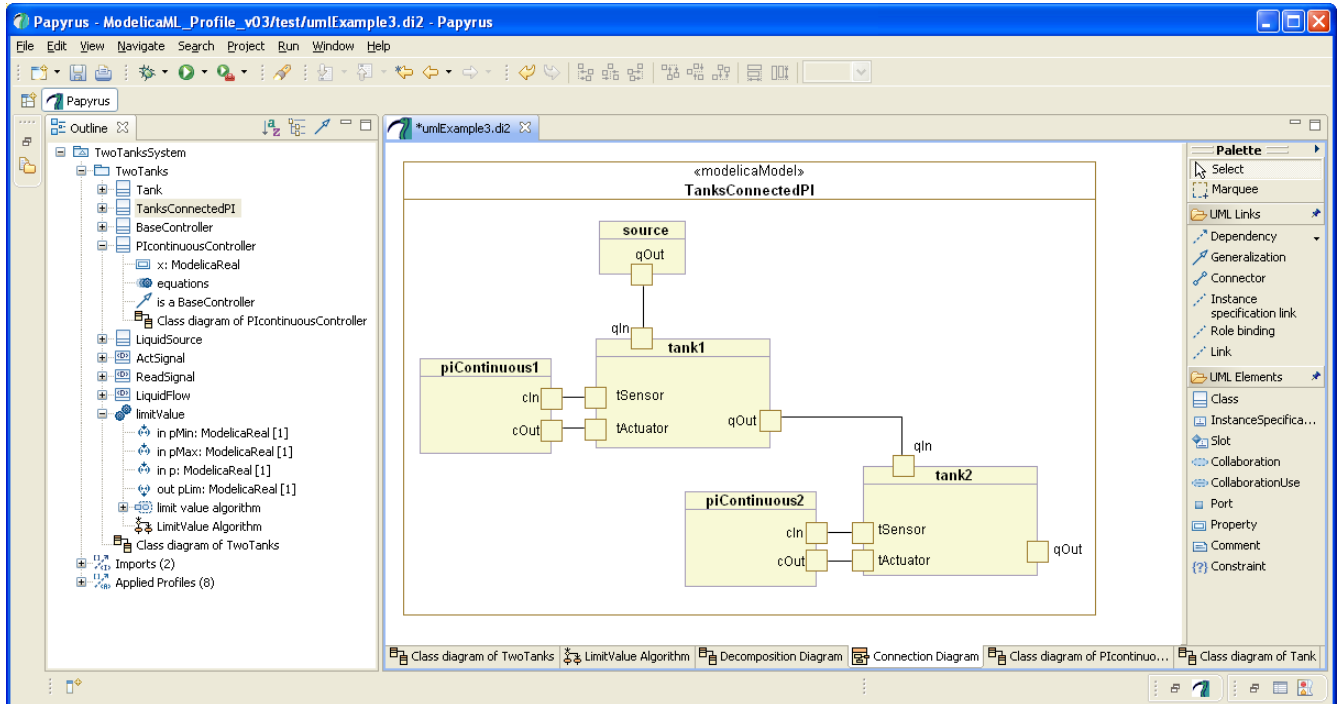 Papyrus - ModelicaML_Profile_v03/test/umlExample3.di2 - Papyrus
File Edit View Navigate Search Project Run Window Help
Papyrus
Outline
TwoTanksSystem
TwoTanks
Tank
TanksConnectedPI
BaseController
PIcontinuousController
x: ModelicaReal
equations
is a BaseController
Class diagram of PIcontinuousController
LiquidSource
ActSignal
ReadSignal
LiquidFlow
limitValue
in pMin: ModelicaReal [1]
in pMax: ModelicaReal [1]
in p: ModelicaReal [1]
out pLim: ModelicaReal [1]
limit value algorithm
LimitValue Algorithm
Class diagram of TwoTanks
Imports (2)
Applied Profiles (8)
*umlExample3.di2
«modelicaModel»
TanksConnectedPI
source
qOut
qIn
tank1
piContinuous1
cIn
tSensor
cOut
tActuator
qOut
qIn
tank2
piContinuous2
cIn
tSensor
cOut
tActuator
qOut
Palette
Select
Marquee
UML Links
Dependency
Generalization
Connector
Instance
specification link
Role binding
Link
UML Elements
Class
InstanceSpecifica...
Slot
Collaboration
CollaborationUse
Port
Property
Comment
Constraint
Class diagram of TwoTanks LimitValue Algorithm Decomposition Diagram Connection Diagram Class diagram of PIcontinuo... Class diagram of Tank